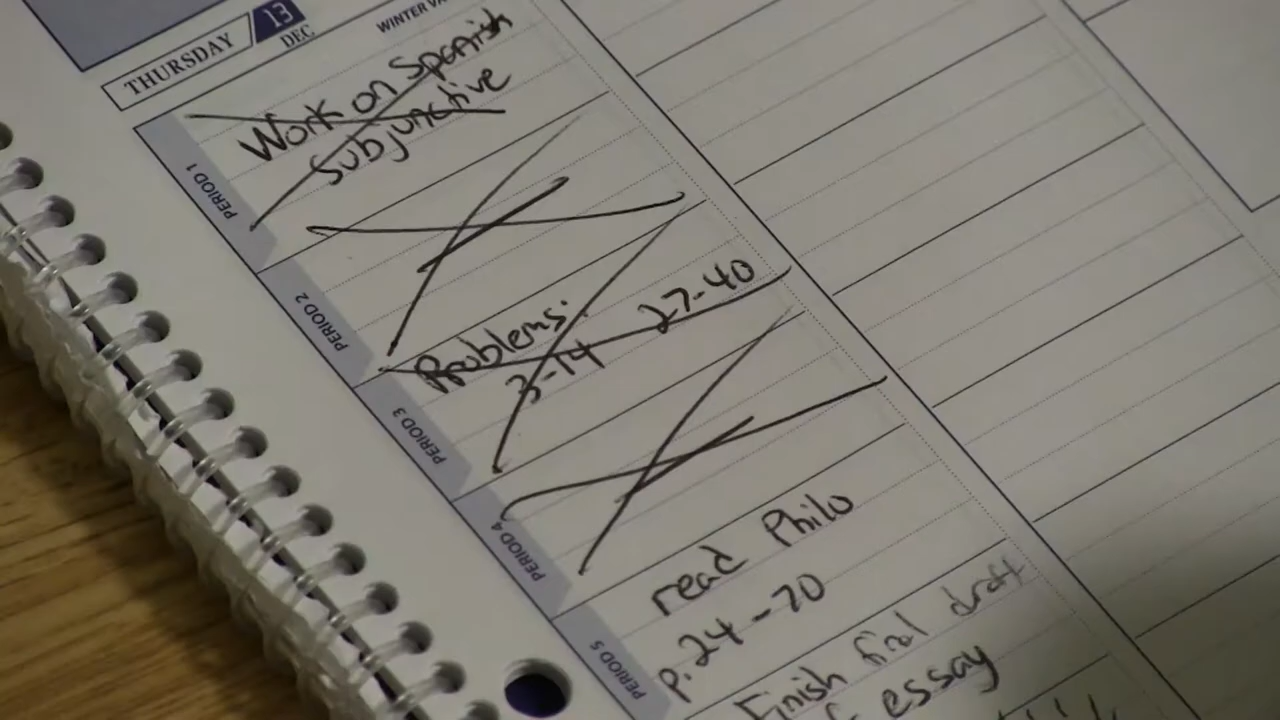 THURSDAY 13 DEC WINTER
PERIOD 1
Work on Spanish
Subjunctive
PERIOD 2
PERIOD 3
Problems:
3-14 27-40
PERIOD 4
PERIOD 5
read Philo
p. 24-70
Finish final draft
essay